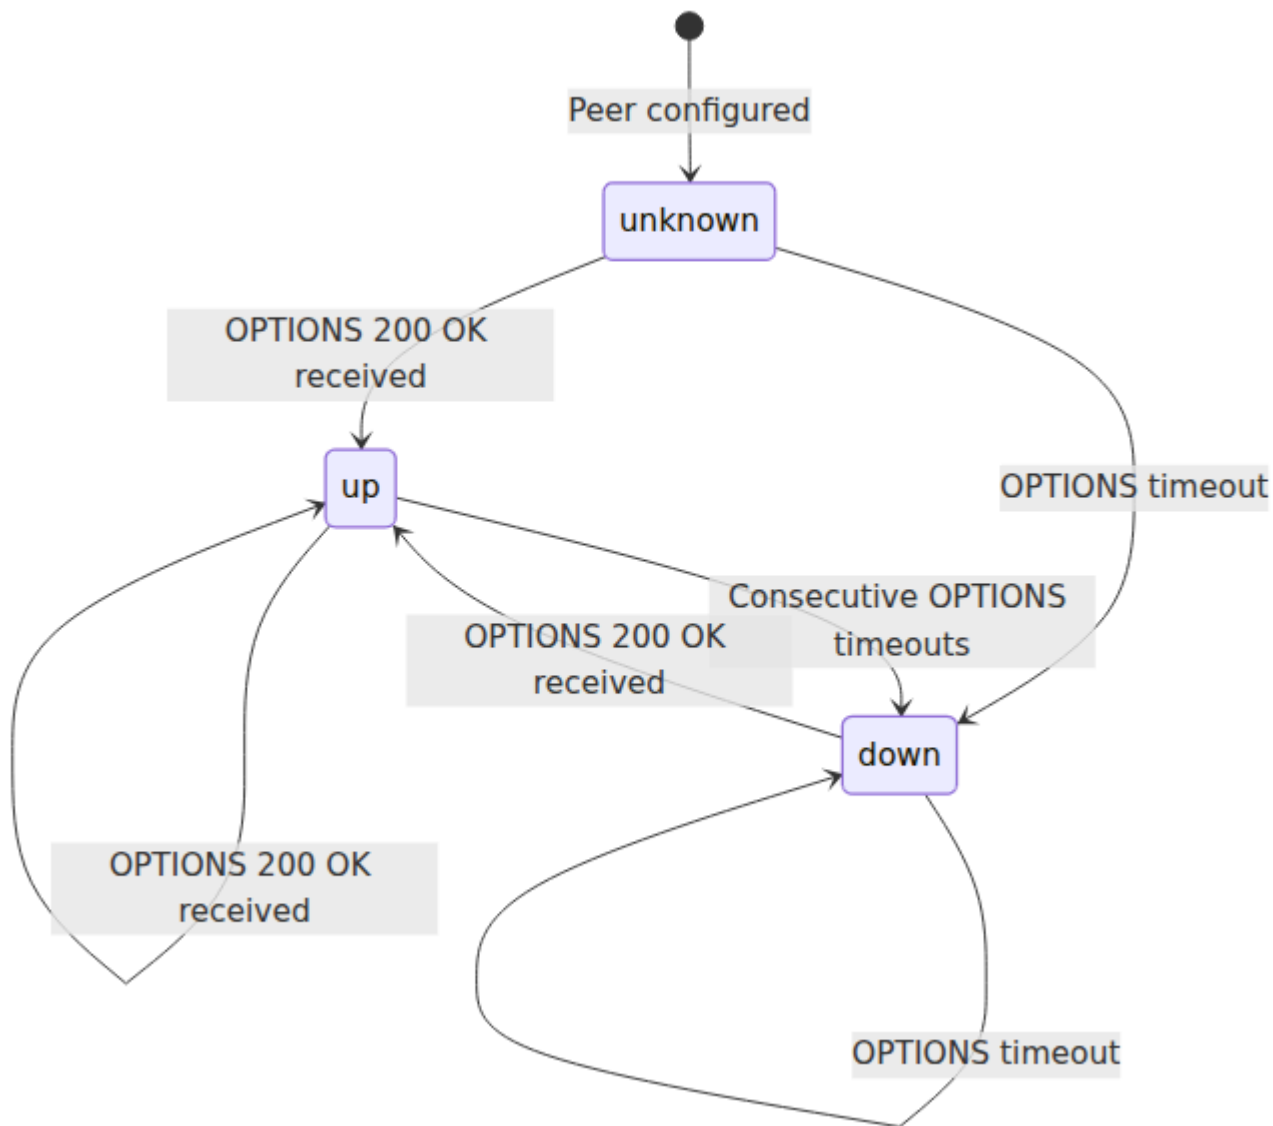 Peer configured
unknown
OPTIONS 200 OK
received
up
OPTIONS timeout
Consecutive OPTIONS
timeouts
OPTIONS 200 OK
received
down
OPTIONS 200 OK
received
OPTIONS timeout